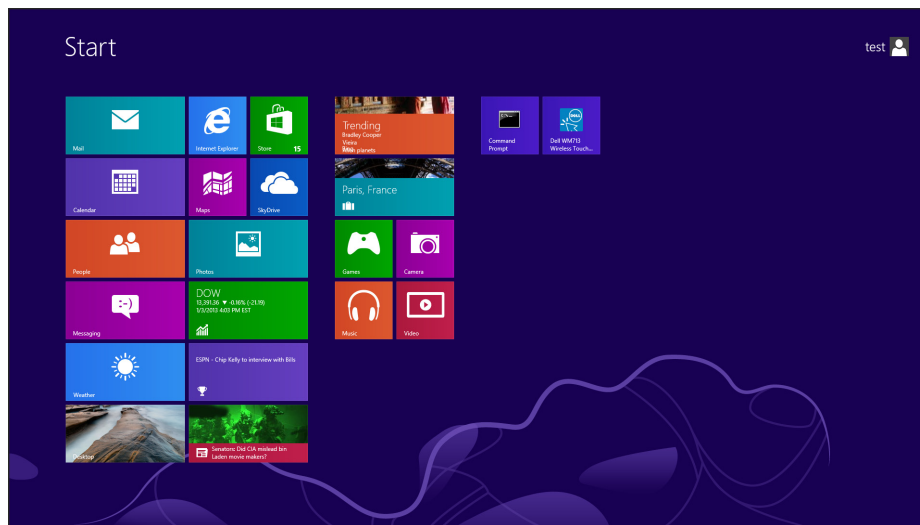 Start
test
Mail
Internet Explorer
Store
15
Trending
Bradley Cooper
Vieira
planets
Command
Prompt
DELL
Dell WM713
Wireless Touch...
Calendar
Maps
SkyDrive
Paris, France
People
Photos
Games
Camera
Messaging
:-)
DOW
13,391.36 ▼ -0.16% (-21.19)
1/3/2013 4:03 PM EST
Music
Video
Weather
ESPN - Chip Kelly to interview with Bills
Desktop
Senators: Did CIA mislead bin
Laden movie makers?